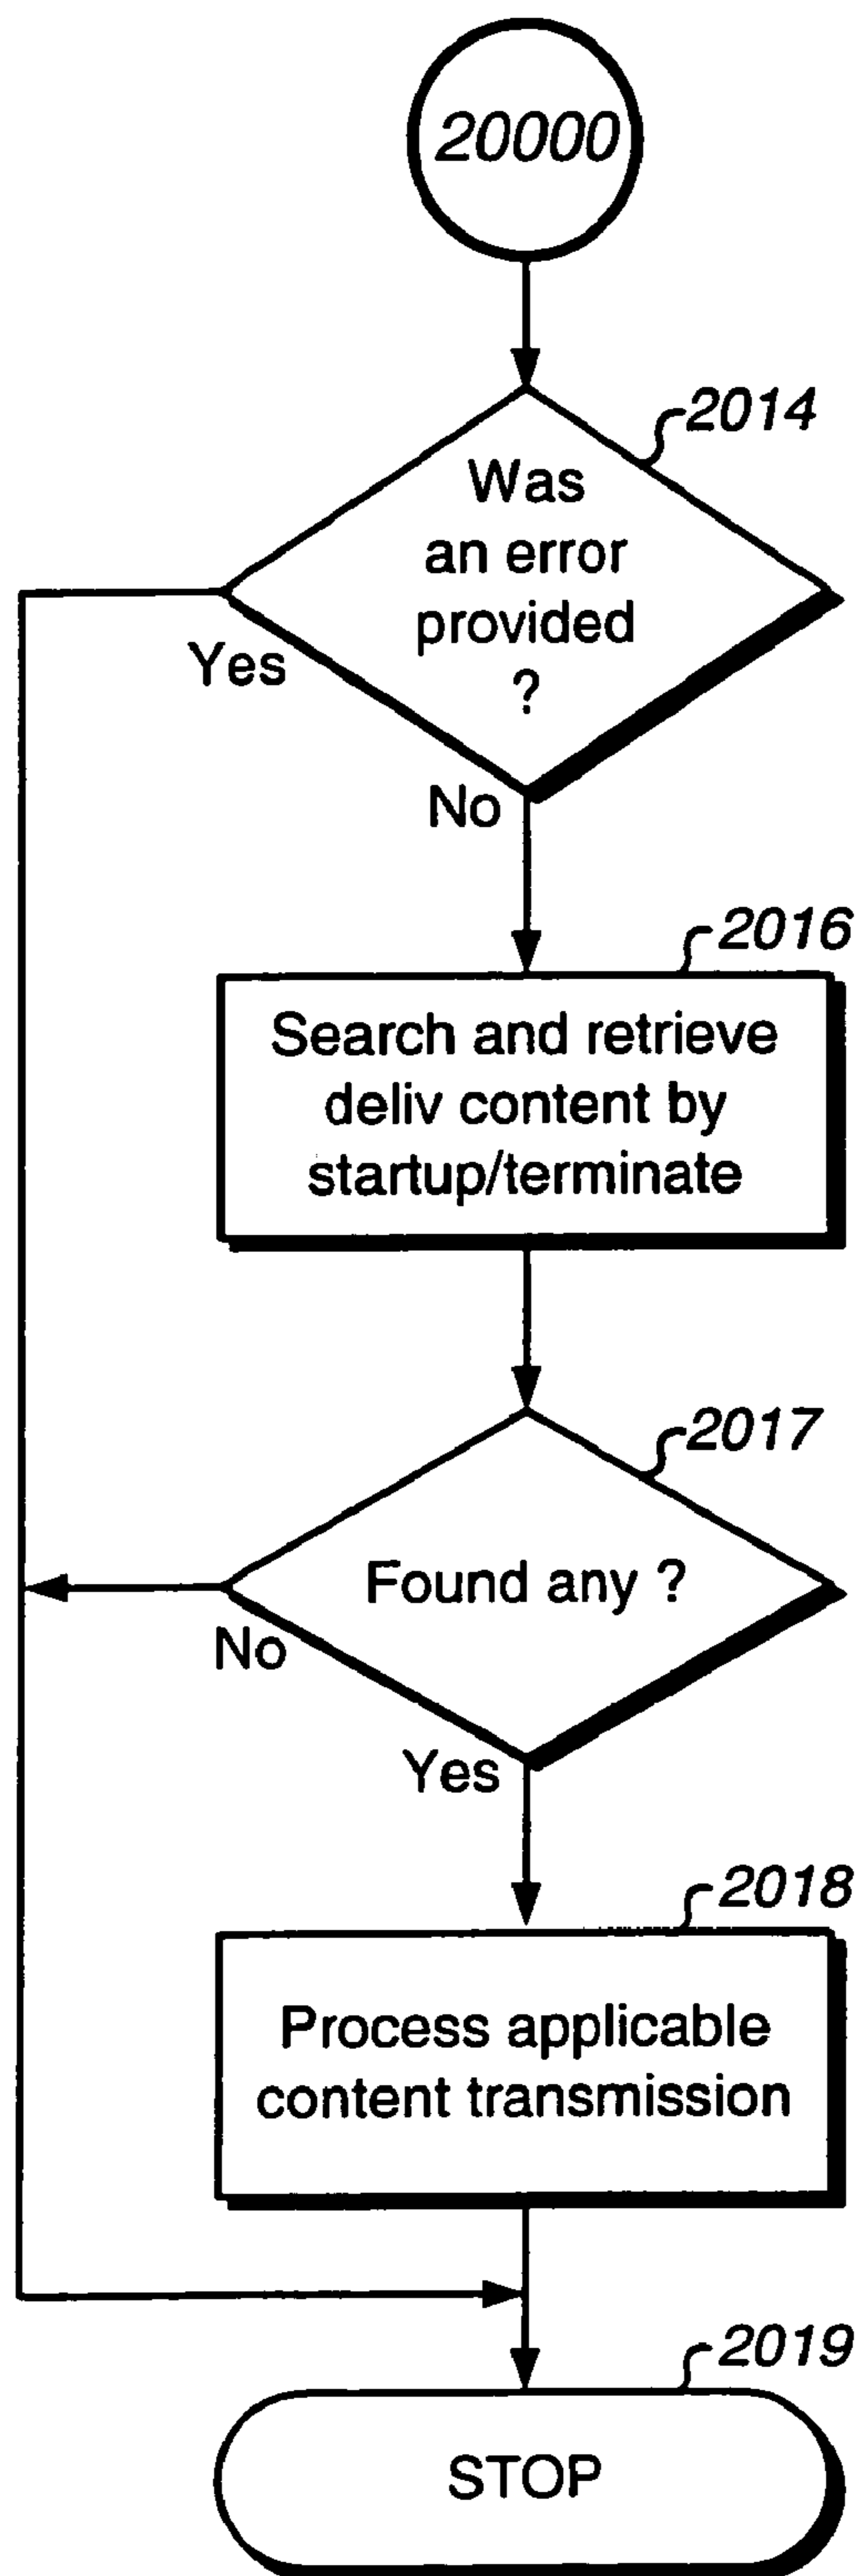 20000
2014
Was
an error
provided
?
Yes
No
2016
Search and retrieve
deliv content by
startup/terminate
2017
Found any ?
No
Yes
2018
Process applicable
content transmission
2019
STOP